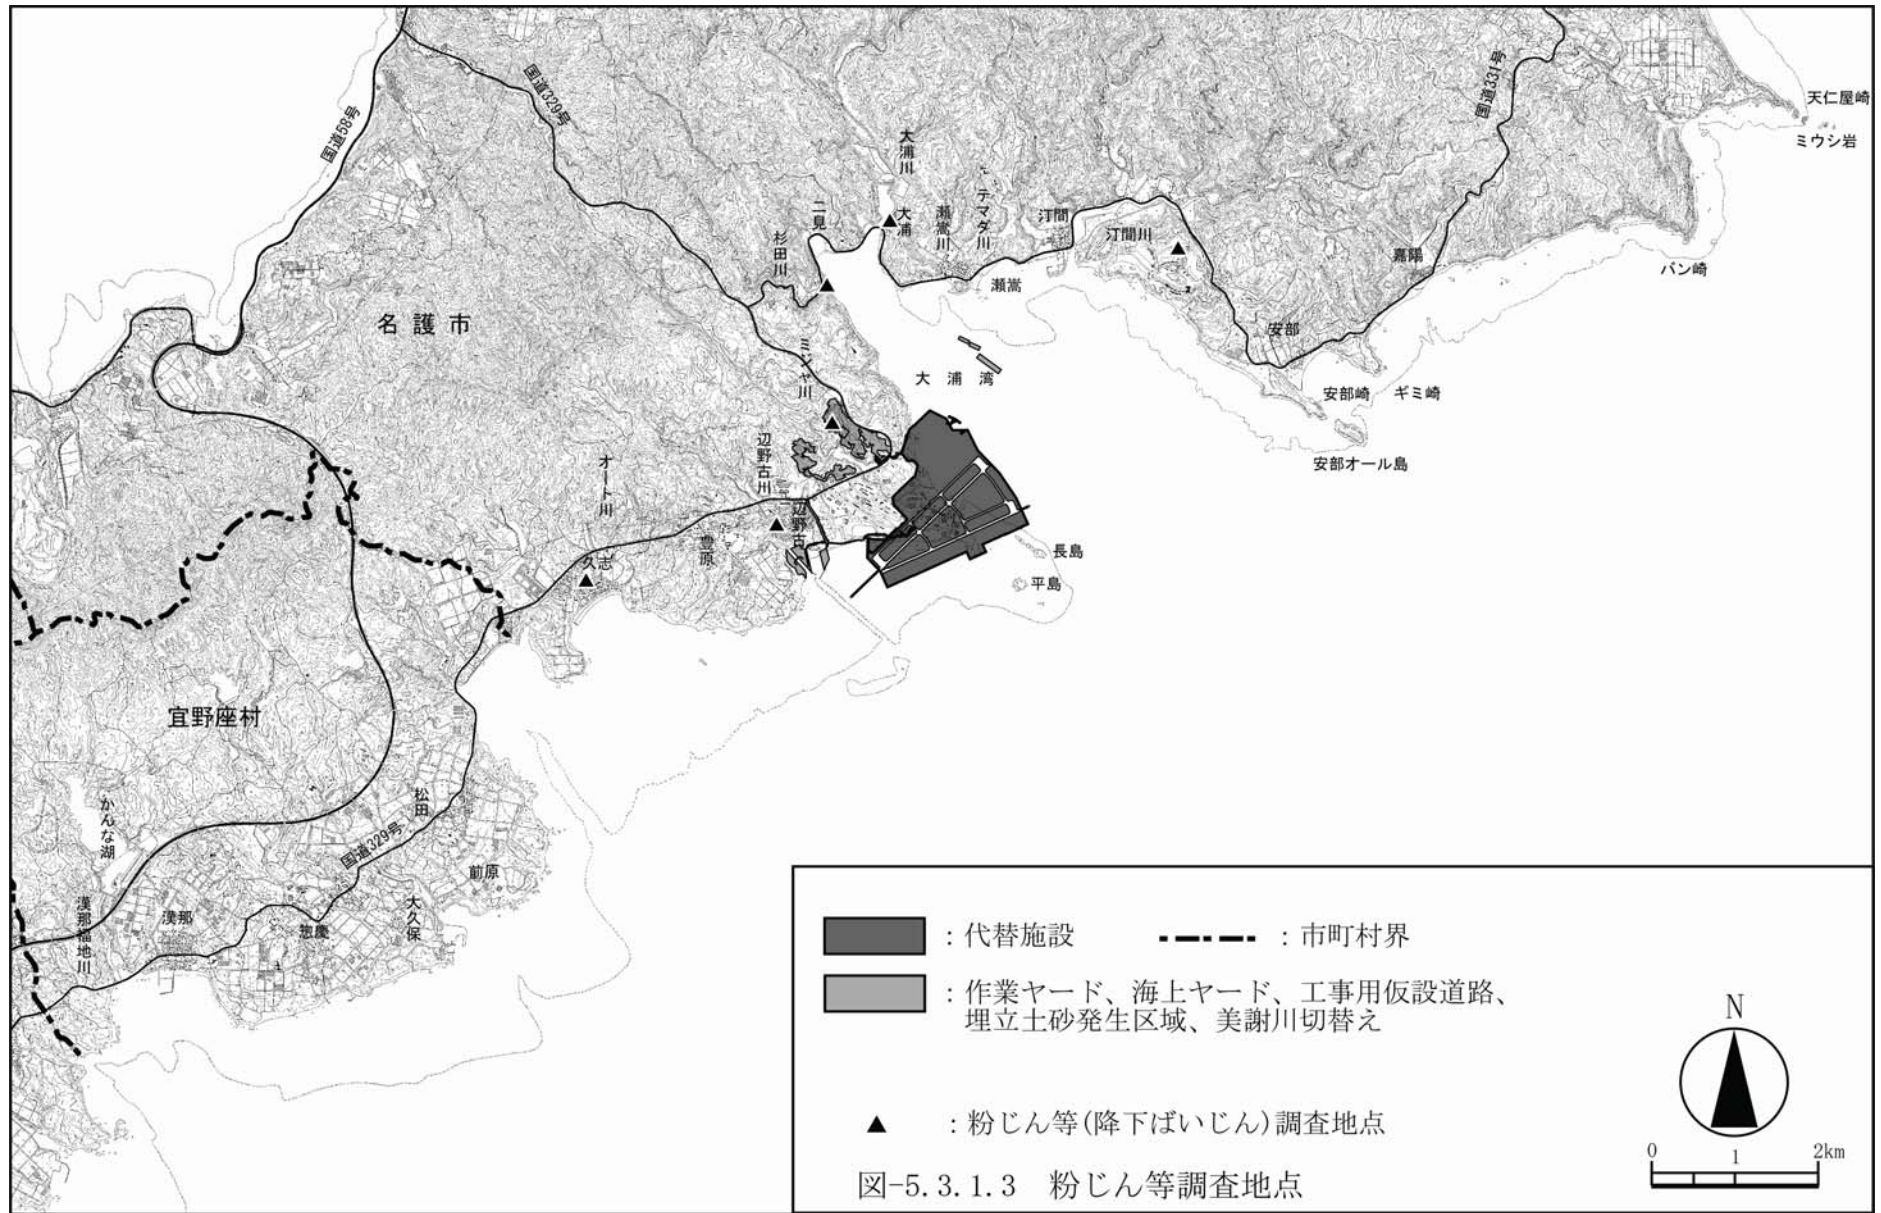 国道58号
国道329号
国道331号
天仁屋崎
ミウシ岩
バン崎
大浦川
大浦
二見
杉田川
瀬嵩川
テマダ川
汀間
汀間川
瀬嵩
嘉陽
安部
名護市
ミジャ川
大浦湾
安部崎
ギミ崎
安部オール島
辺野古川
辺野古
オート川
豊原
久志
長島
平島
宜野座村
かんな湖
松田
国道329号
前原
大久保
漢那福地川
漢那
惣慶
：代替施設
：市町村界
：作業ヤード、海上ヤード、工事用仮設道路、
埋立土砂発生区域、美謝川切替え
：粉じん等(降下ばいじん)調査地点
図-5.3.1.3 粉じん等調査地点
N
0 1 2km